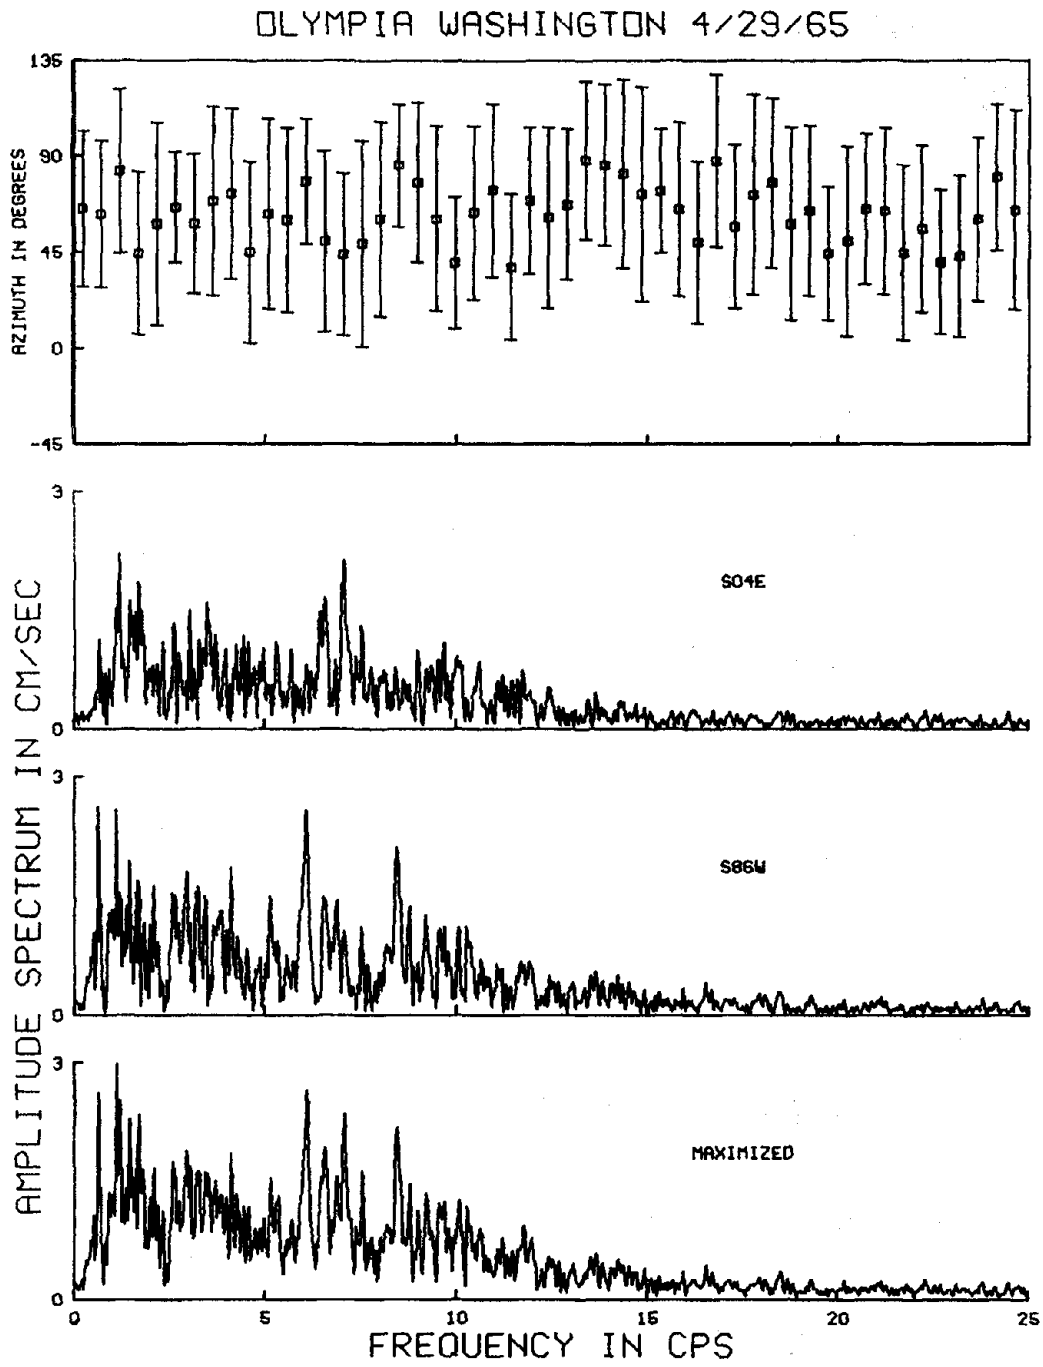 OLYMPIA WASHINGTON 4/29/65
135
90
45
0
-45
AZIMUTH IN DEGREES
3
S04E
0
3
S86W
0
3
MAXIMIZED
0
AMPLITUDE SPECTRUM IN CM/SEC
0 5 10 15 20 25
FREQUENCY IN CPS